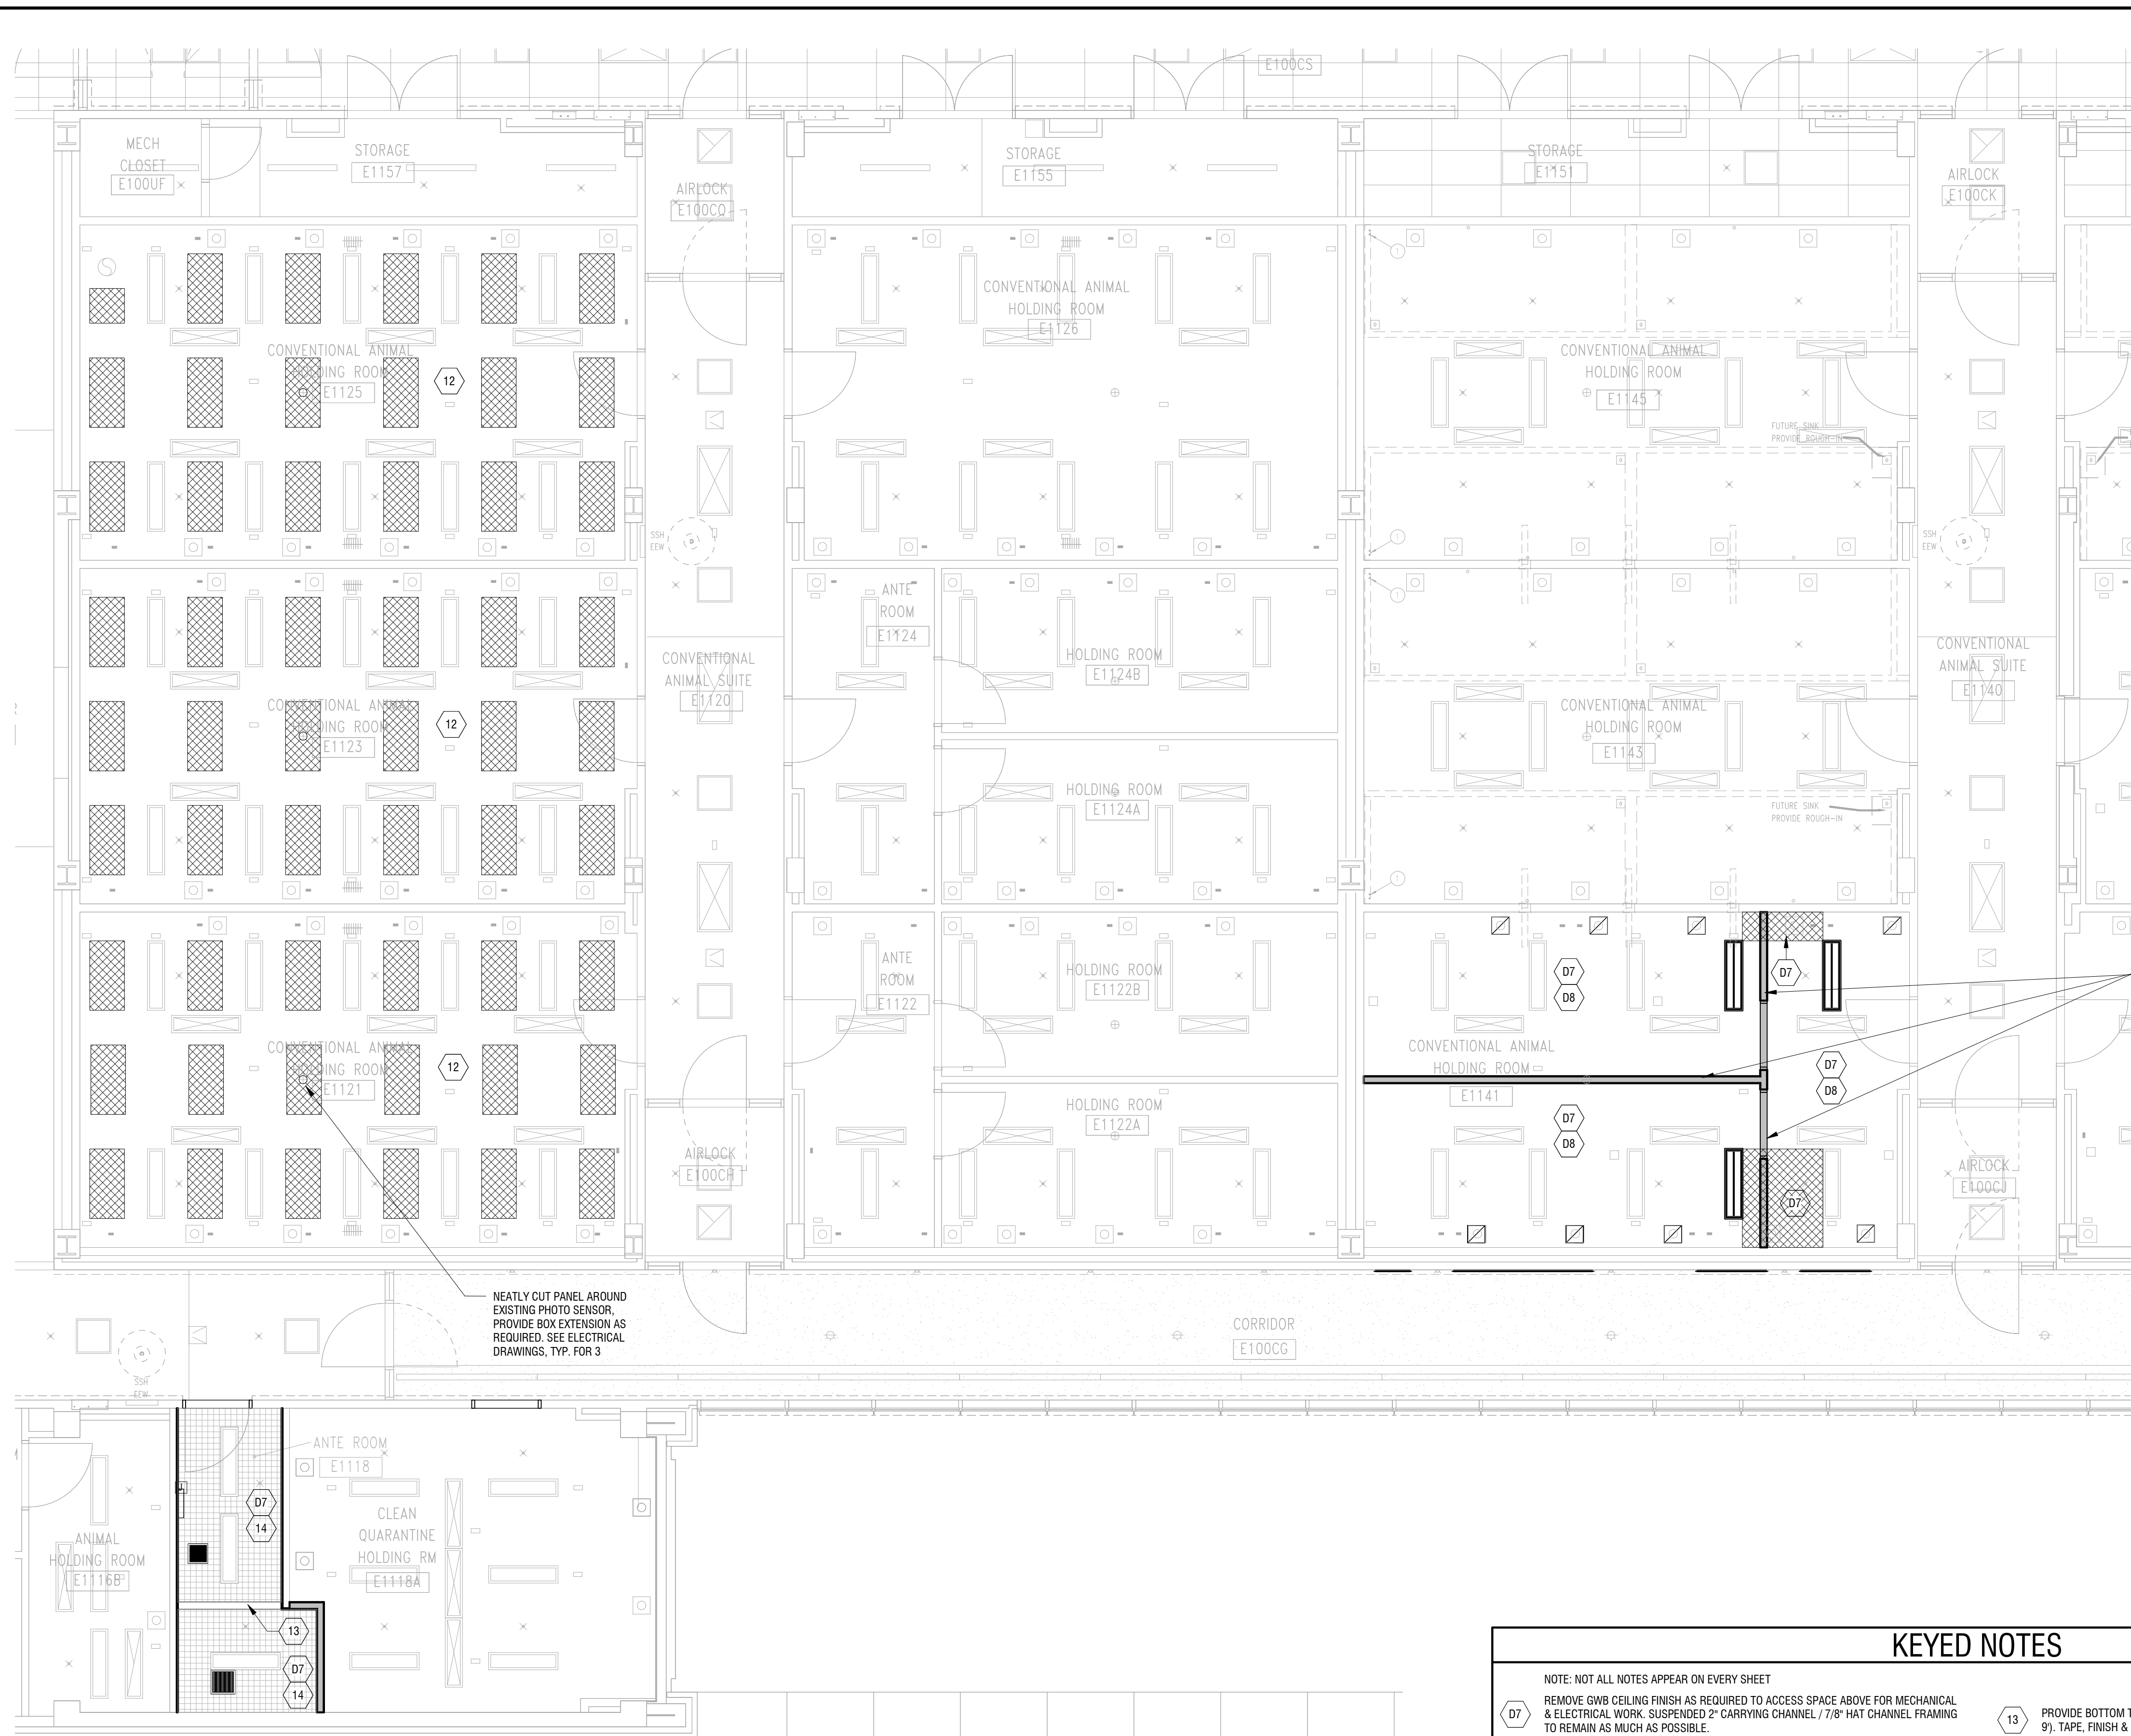 E100CS
MECH
CLOSET
E100UF
STORAGE
E1157
AIRLOCK
E100CQ
STORAGE
E1155
STORAGE
E1151
AIRLOCK
E100CK
CONVENTIONAL ANIMAL
HOLDING ROOM
E1125
12
CONVENTIONAL ANIMAL
HOLDING ROOM
E1126
1
CONVENTIONAL ANIMAL
HOLDING ROOM
E1145
FUTURE SINK
PROVIDE ROUGH-IN
SSH
EEW
1
SSH
EEW
ANTE
ROOM
E1124
1
CONVENTIONAL ANIMAL
HOLDING ROOM
E1123
12
CONVENTIONAL
ANIMAL SUITE
E1120
HOLDING ROOM
E1124B
CONVENTIONAL ANIMAL
HOLDING ROOM
E1143
CONVENTIONAL
ANIMAL SUITE
E1140
HOLDING ROOM
E1124A
FUTURE SINK
PROVIDE ROUGH-IN
1
ANTE
ROOM
E1122
HOLDING ROOM
E1122B
D7
D8
D7
CONVENTIONAL ANIMAL
HOLDING ROOM
E1121
12
CONVENTIONAL ANIMAL
HOLDING ROOM
E1141
D7
D8
D7
D8
HOLDING ROOM
E1122A
AIRLOCK
E100CH
D7
AIRLOCK
E100CJ
NEATLY CUT PANEL AROUND
EXISTING PHOTO SENSOR,
PROVIDE BOX EXTENSION AS
REQUIRED. SEE ELECTRICAL
DRAWINGS, TYP. FOR 3
CORRIDOR
E100CG
SSH
EEW
ANTE ROOM
E1118
D7
14
CLEAN
QUARANTINE
HOLDING RM
E1118A
ANIMAL
HOLDING ROOM
E1116B
13
D7
14
KEYED NOTES
NOTE: NOT ALL NOTES APPEAR ON EVERY SHEET
D7
REMOVE GWB CEILING FINISH AS REQUIRED TO ACCESS SPACE ABOVE FOR MECHANICAL
& ELECTRICAL WORK. SUSPENDED 2" CARRYING CHANNEL / 7/8" HAT CHANNEL FRAMING
TO REMAIN AS MUCH AS POSSIBLE.
13
PROVIDE BOTTOM
9'). TAPE, FINISH &